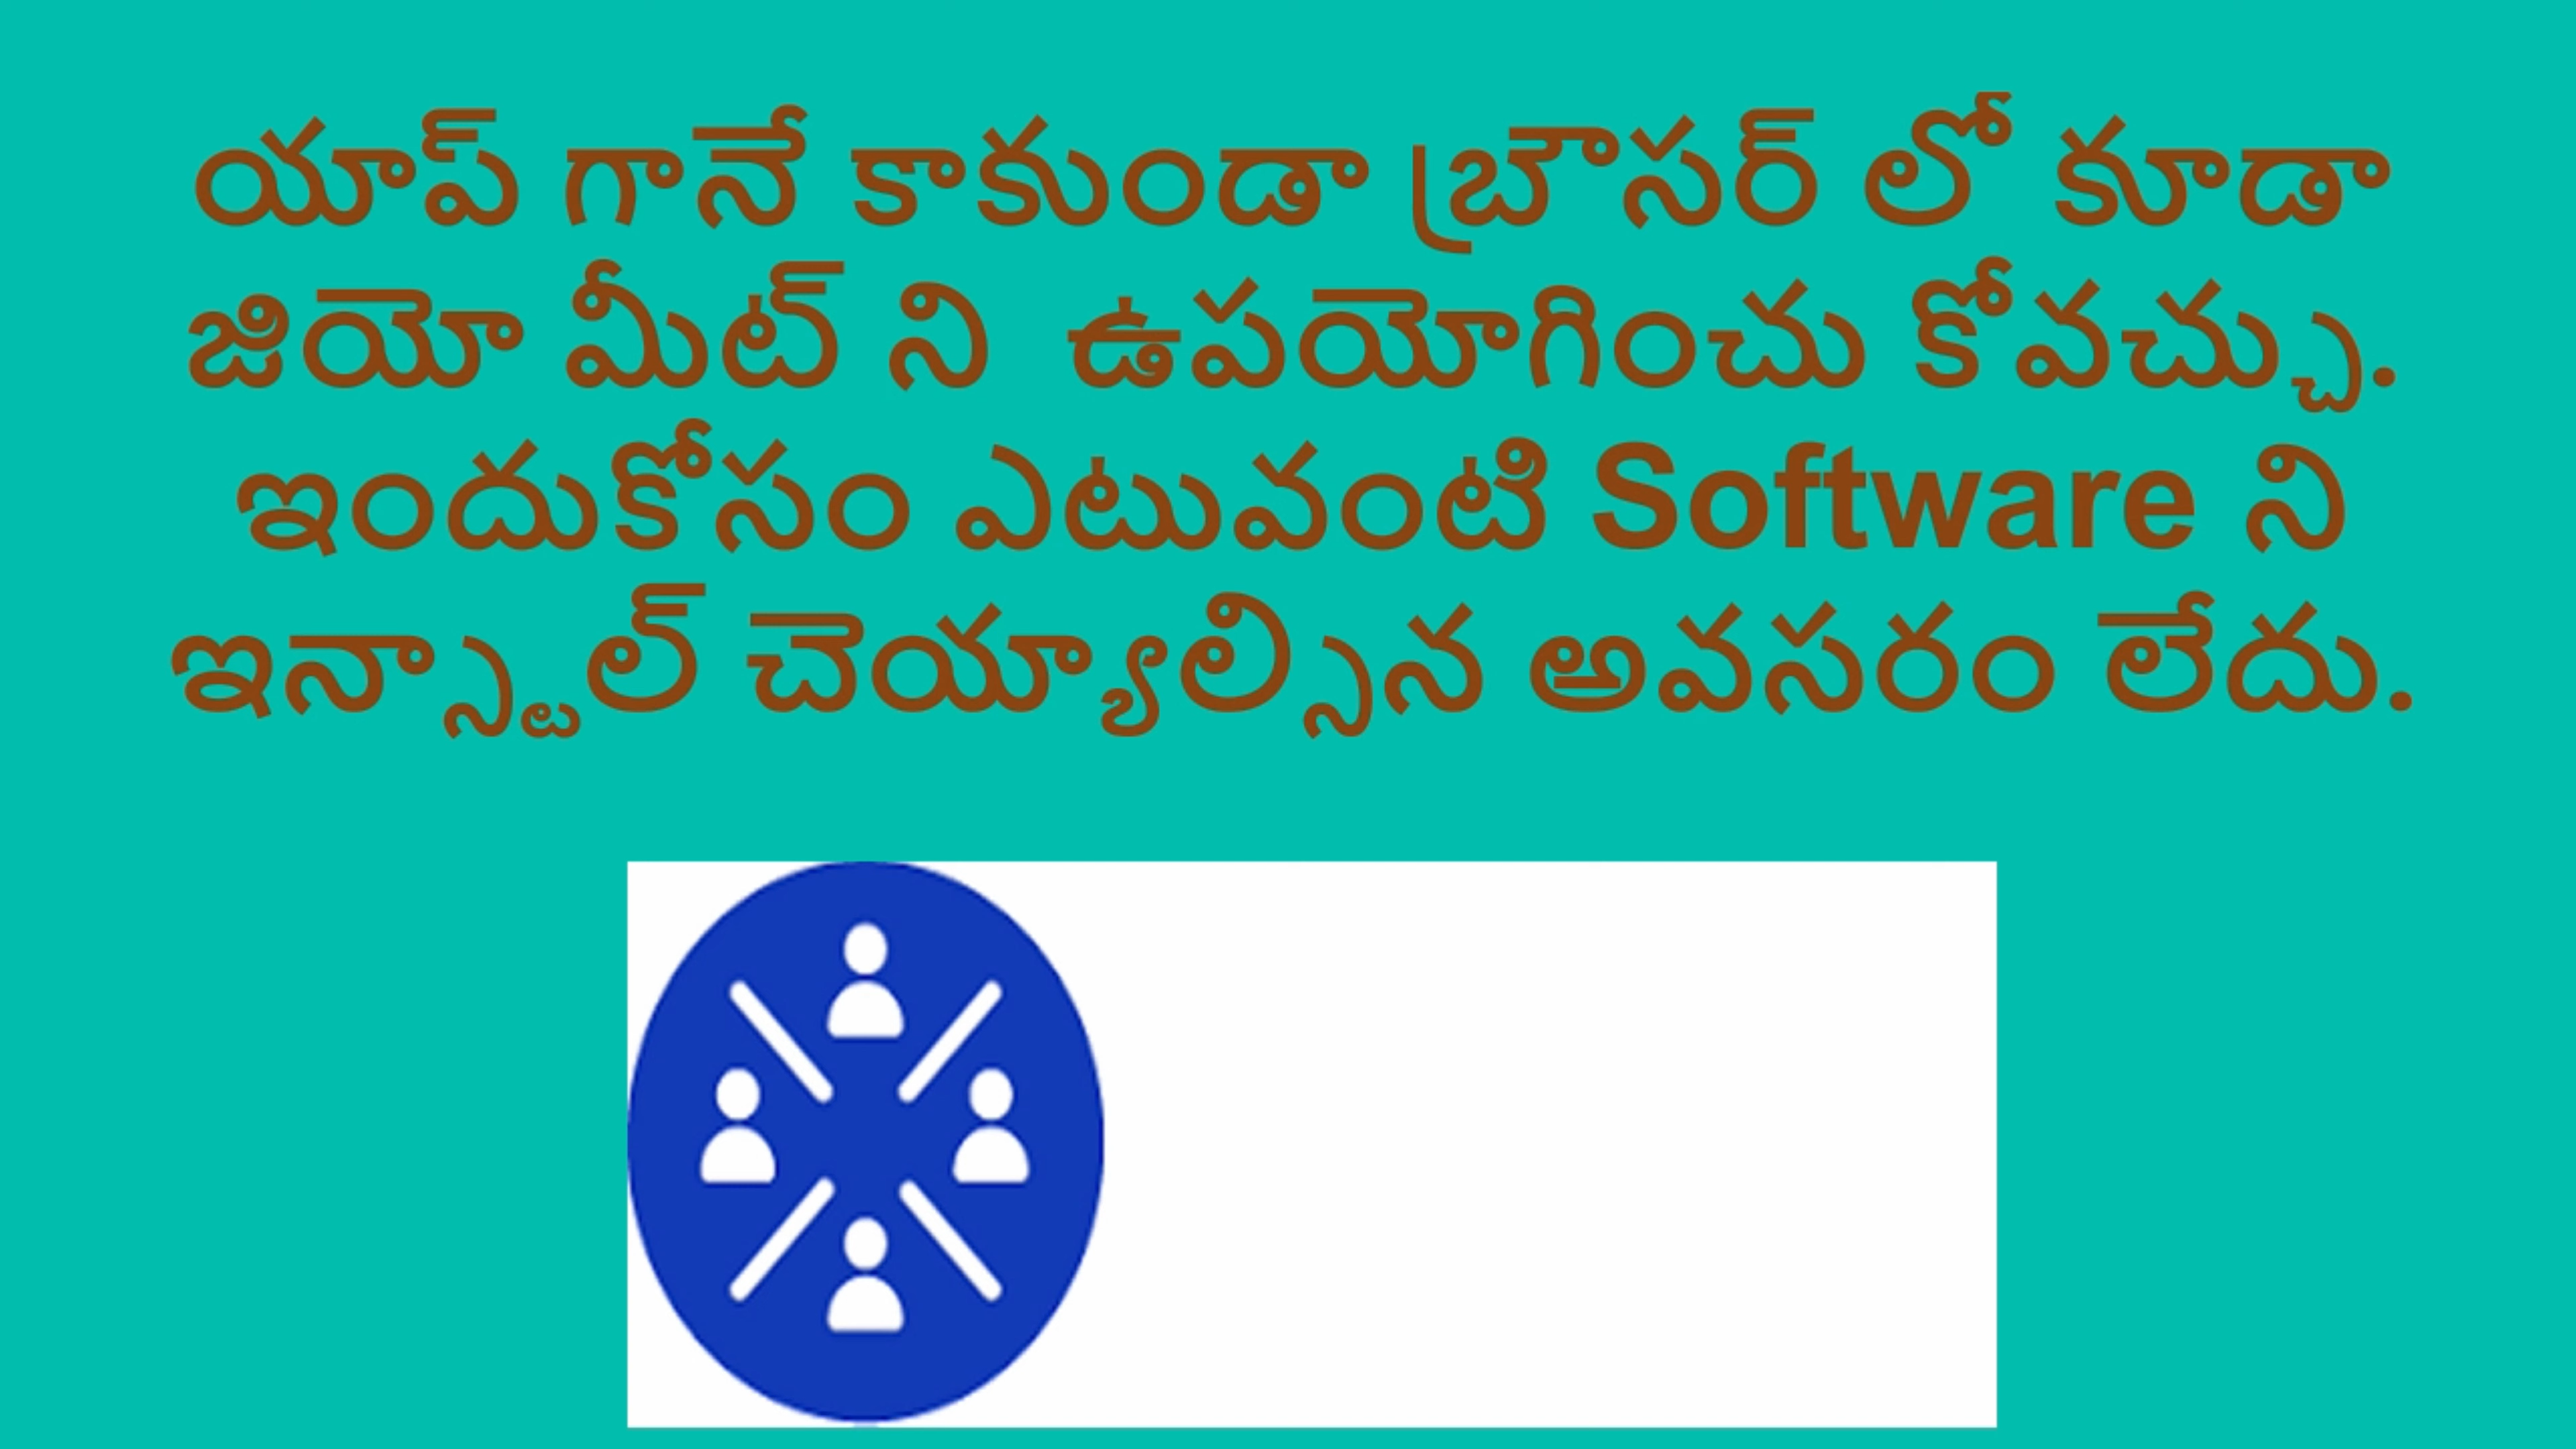 యాప్ గానే కాకుండా బ్రౌసర్ లో కూడా
జియో మీట్ ని ఉపయోగించు కోవచ్చు.
ఇందుకోసం ఎటువంటి Software ని
ఇన్స్టాల్ చెయ్యాల్సిన అవసరం లేదు.